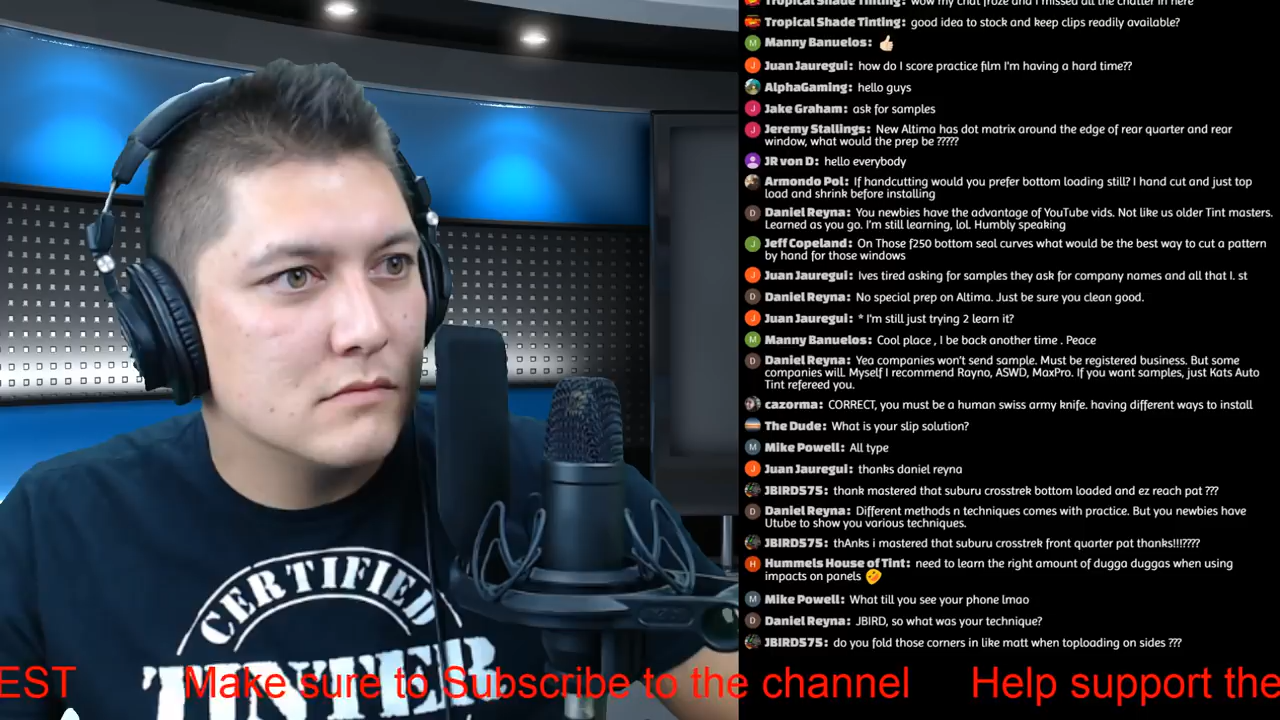 Tropical Shade Tinting: wow my chat froze and I missed all the chatter in here
Tropical Shade Tinting: good idea to stock and keep clips readily available?
Manny Banuelos: 👍🏻
Juan Jauregui: how do I score practice film I'm having a hard time??
AlphaGaming: hello guys
Jake Graham: ask for samples
Jeremy Stallings: New Altima has dot matrix around the edge of rear quarter and rear
window, what would the prep be ?????
JR von D: hello everybody
Armondo Pol: If handcutting would you prefer bottom loading still? I hand cut and just top
load and shrink before installing
Daniel Reyna: You newbies have the advantage of YouTube vids. Not like us older Tint masters.
Learned as you go. I'm still learning, lol. Humbly speaking
Jeff Copeland: On Those f250 bottom seal curves what would be the best way to cut a pattern
by hand for those windows
Juan Jauregui: Ives tired asking for samples they ask for company names and all that I. st
Daniel Reyna: No special prep on Altima. Just be sure you clean good.
Juan Jauregui: * I'm still just trying 2 learn it?
Manny Banuelos: Cool place , I be back another time . Peace
Daniel Reyna: Yea companies won't send sample. Must be registered business. But some
companies will. Myself I recommend Rayno, ASWD, MaxPro. If you want samples, just Kats Auto
Tint refereed you.
cazorma: CORRECT, you must be a human swiss army knife. having different ways to install
The Dude: What is your slip solution?
Mike Powell: All type
Juan Jauregui: thanks daniel reyna
JBIRD575: thank mastered that suburu crosstrek bottom loaded and ez reach pat ???
Daniel Reyna: Different methods n techniques comes with practice. But you newbies have
Utube to show you various techniques.
JBIRD575: thAnks i mastered that suburu crosstrek front quarter pat thanks!!!????
Hummels House of Tint: need to learn the right amount of dugga duggas when using
impacts on panels 🤣
Mike Powell: What till you see your phone lmao
Daniel Reyna: JBIRD, so what was your technique?
JBIRD575: do you fold those corners in like matt when toploading on sides ???
CERTIFIED
TINTER
EST Make sure to Subscribe to the channel Help support the